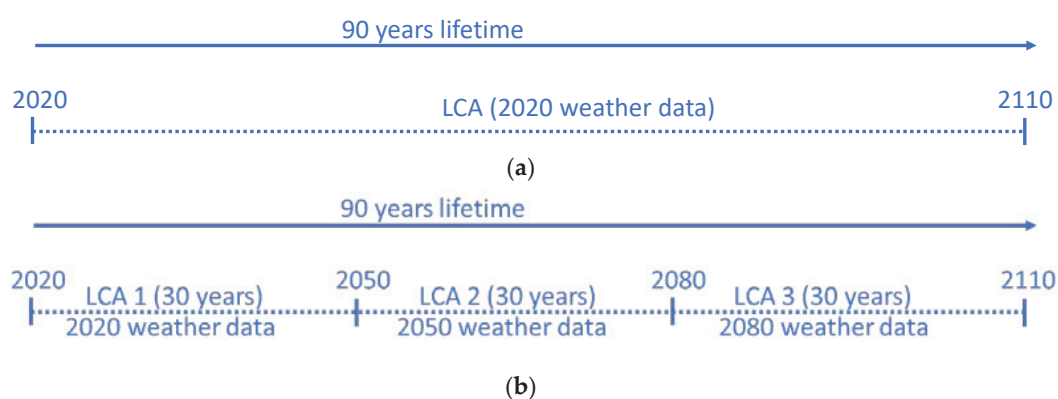 90 years lifetime
2020 2110
LCA (2020 weather data)
(a)
90 years lifetime
2020 2050 2080 2110
LCA 1 (30 years) LCA 2 (30 years) LCA 3 (30 years)
2020 weather data 2050 weather data 2080 weather data
(b)